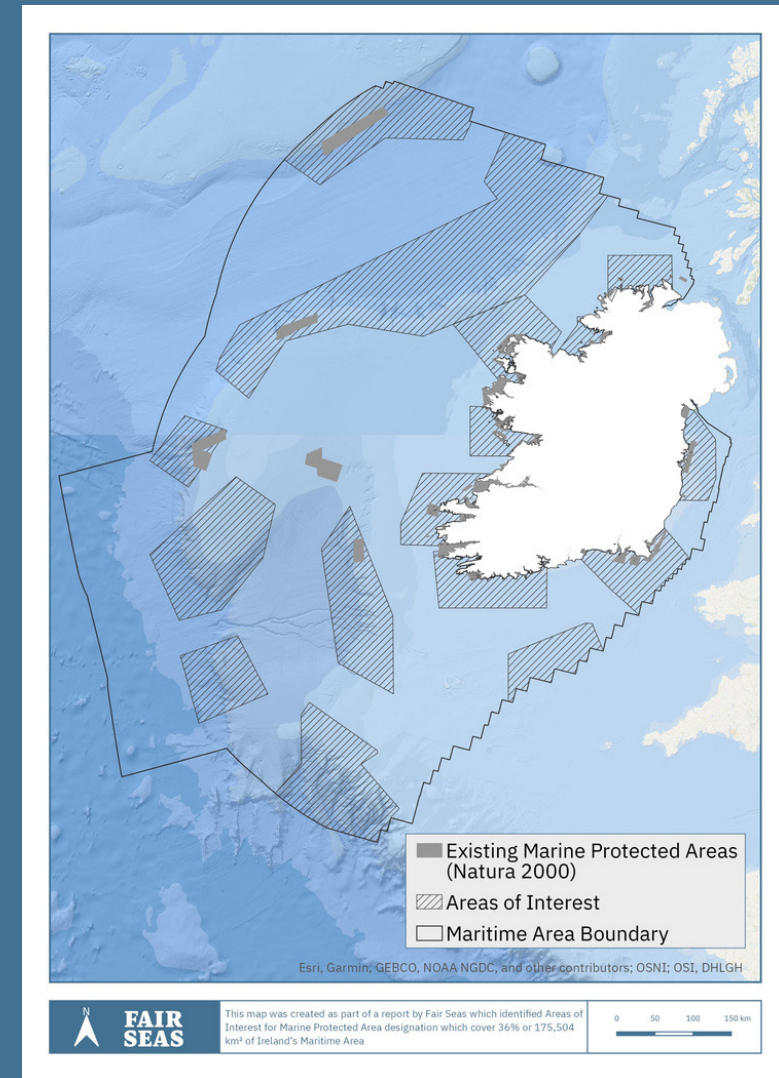 Existing Marine Protected Areas
(Natura 2000)
Areas of Interest
Maritime Area Boundary
Esri, Garmin, GEBCO, NOAA NGDC, and other contributors; OSNI; OSI, DHLGH
N
FAIR
SEAS
This map was created as part of a report by Fair Seas which identified Areas of
Interest for Marine Protected Area designation which cover 36% or 175,504
km² of Ireland's Maritime Area
0 50 100 150 km